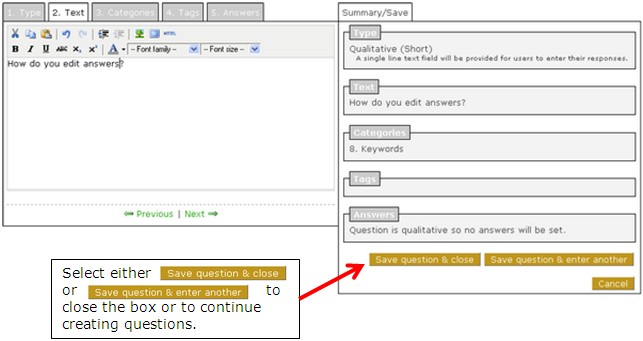 1. Type 2. Text 3. Categories 4. Tags 5. Answers
HTML
B I U ABC X₂ X² A -- Font family -- -- Font size --
How do you edit answers?
Previous | Next
Summary/Save
Type
Qualitative (Short)
A single line text field will be provided for users to enter their responses.
Text
How do you edit answers?
Categories
8. Keywords
Tags
Answers
Question is qualitative so no answers will be set.
Save question & close Save question & enter another
Cancel
Select either Save question & close
or Save question & enter another to
close the box or to continue
creating questions.